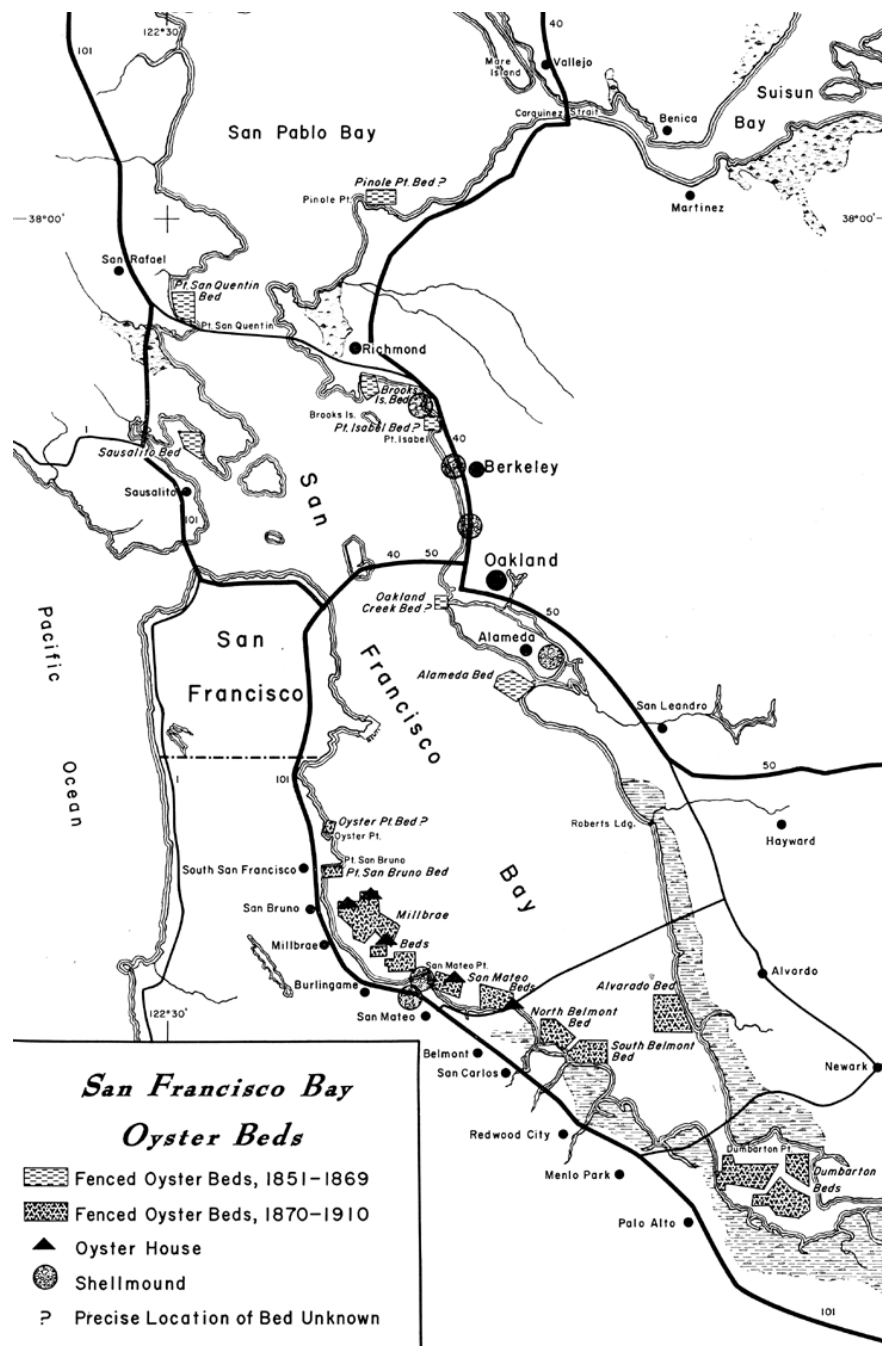 122°30'
101
40
Mare
Island
Vallejo
Suisun
Bay
Carquinez Strait
Benica
San Pablo Bay
Pinole Pt. Bed ?
Pinole Pt.
Martinez
38°00'
38°00'
San Rafael
Pt. San Quentin
Bed
Pt. San Quentin
Richmond
Brooks
Is. Bed
Brooks Is.
Pt. Isabel Bed ?
Pt. Isabel
40
1
Sausalito Bed
Berkeley
Sausalito
101
San
40
50
Oakland
Oakland
Creek Bed ?
50
Pacific
Ocean
San
Francisco
Alameda
Francisco
Alameda Bed
San Leandro
50
1
101
Oyster Pt. Bed ?
Oyster Pt.
Roberts Ldg.
Hayward
Pt. San Bruno
South San Francisco
Pt. San Bruno Bed
Bay
San Bruno
Millbrae
Beds
Millbrae
San Mateo Pt.
San Mateo
Beds
Alvardo
Burlingame
Alvarado Bed
122°30'
San Mateo
North Belmont
Bed
South Belmont
Bed
Belmont
San Carlos
Newark
Redwood City
Dumbarton Pt.
Dumbarton
Beds
Menlo Park
Palo Alto
101
San Francisco Bay
Oyster Beds
Fenced Oyster Beds, 1851-1869
Fenced Oyster Beds, 1870-1910
Oyster House
Shellmound
? Precise Location of Bed Unknown